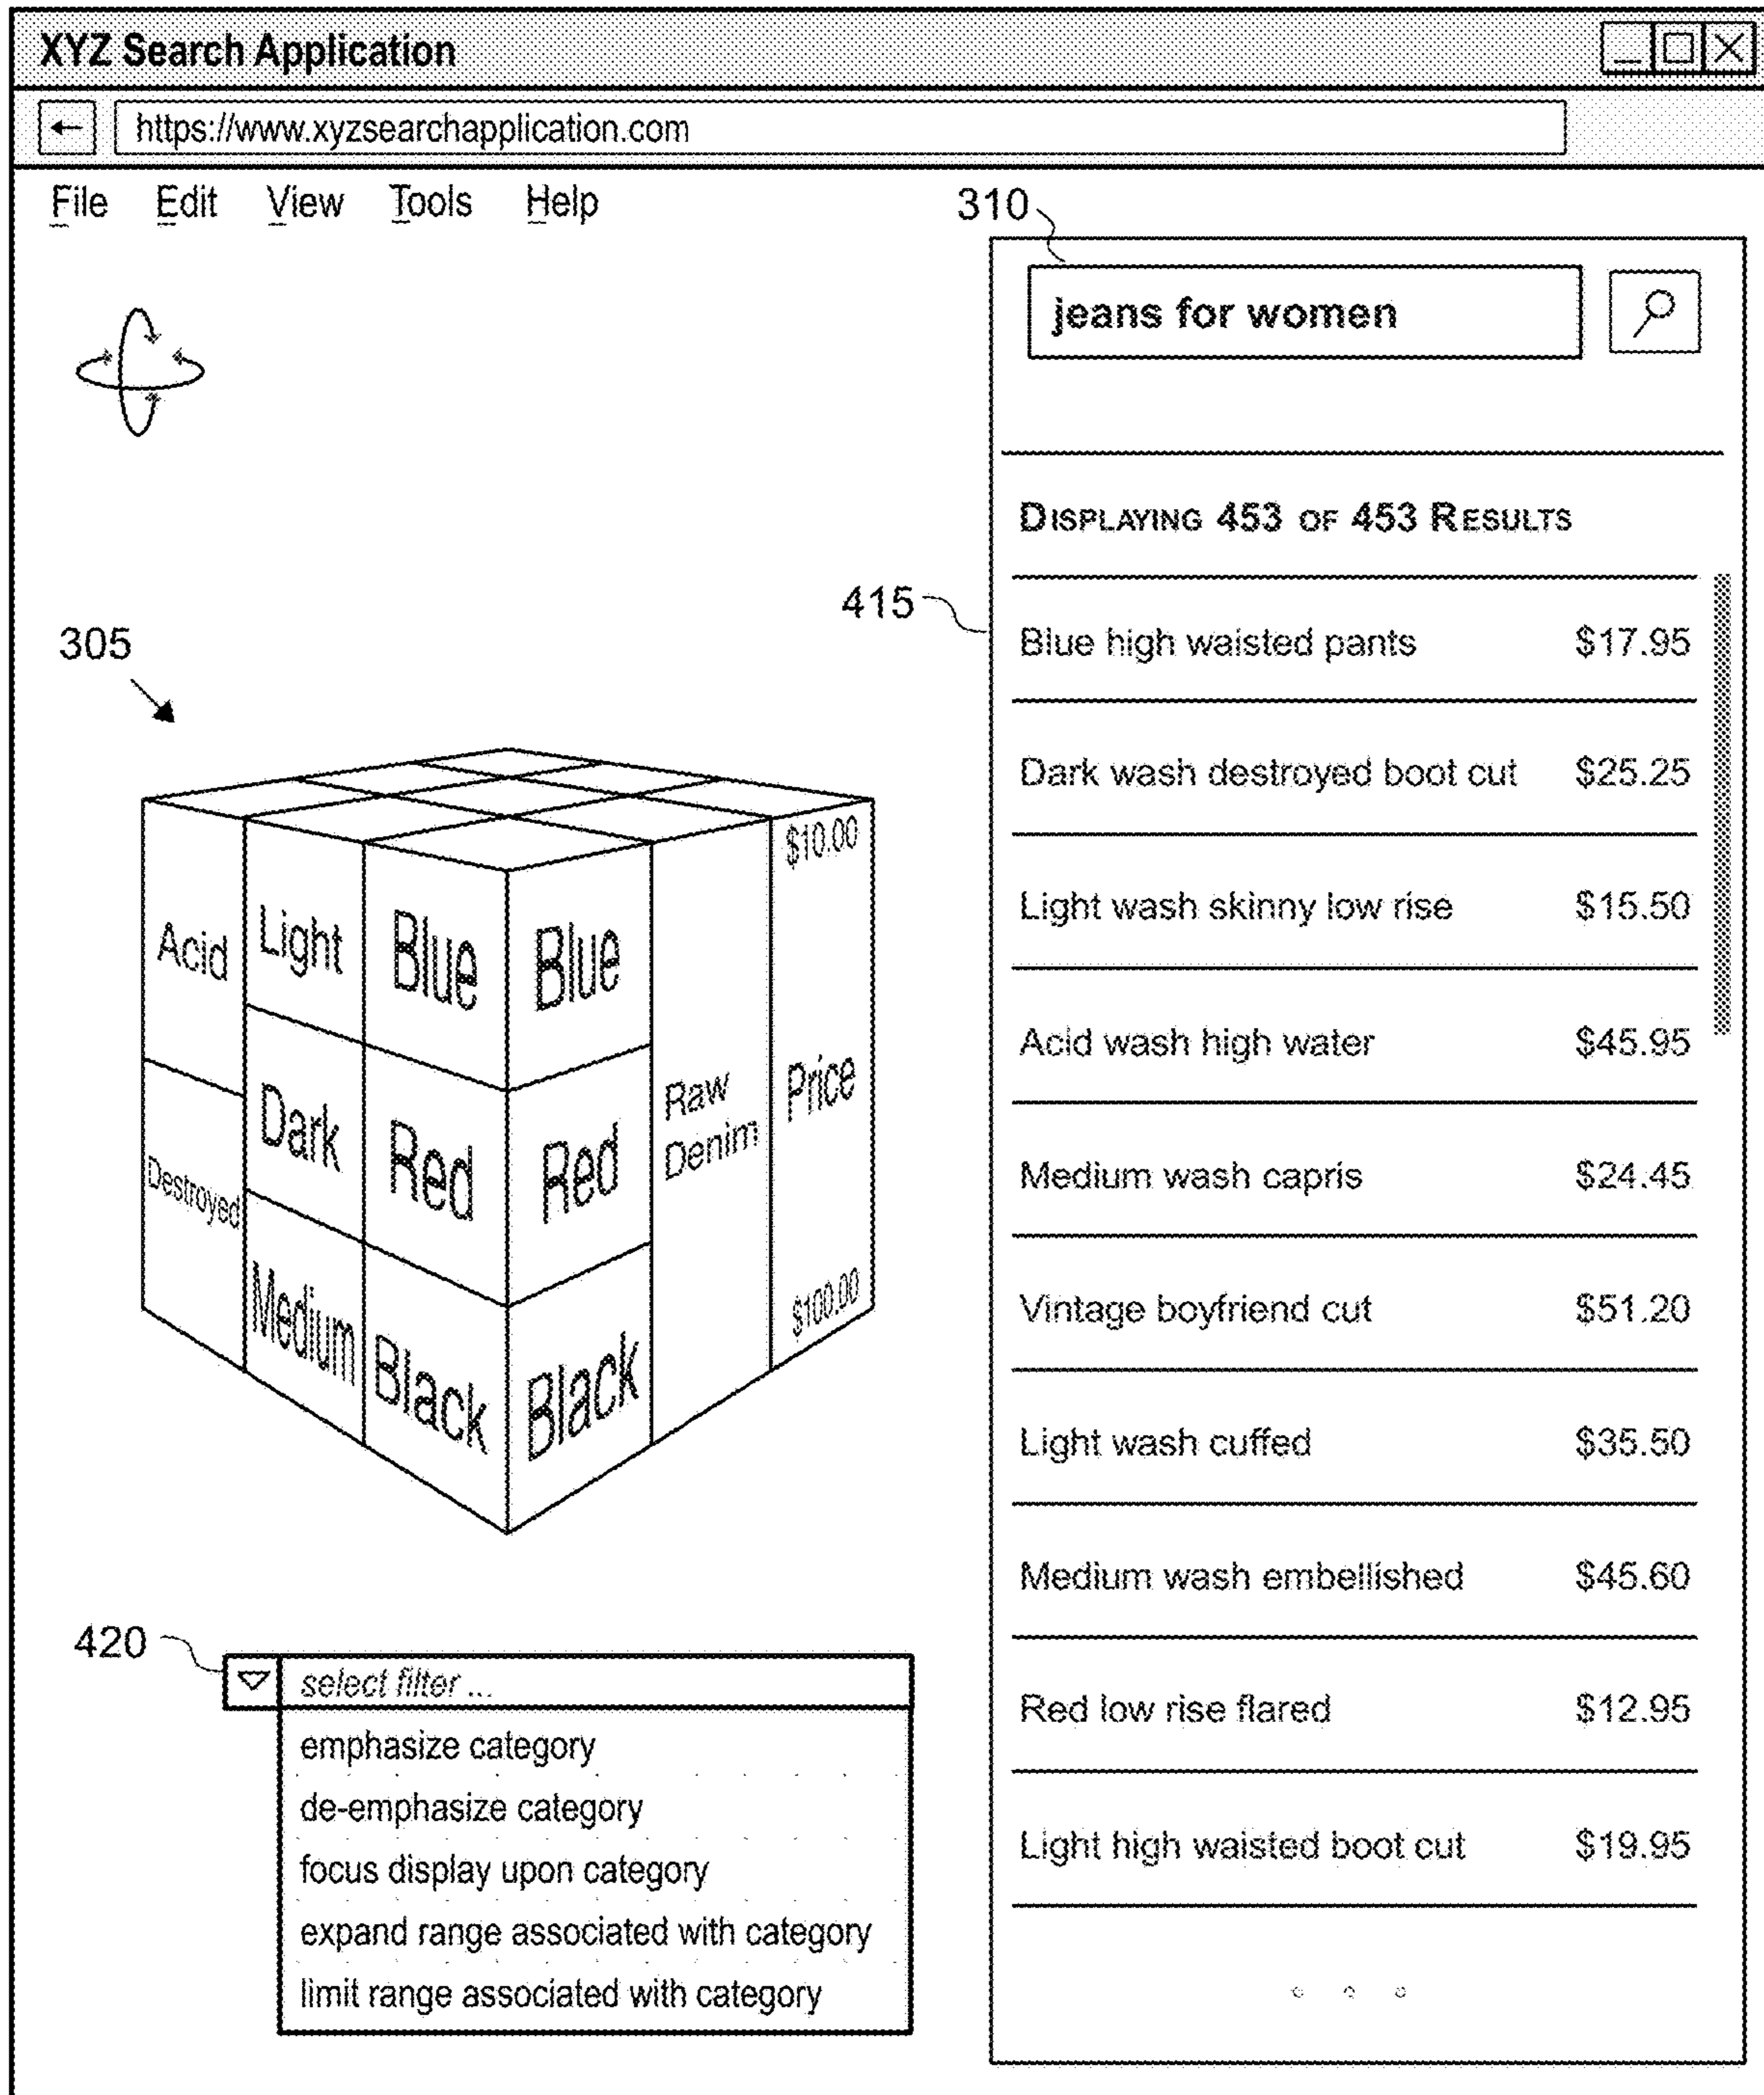 XYZ Search Application
https://www.xyzsearchapplication.com
File Edit View Tools Help
310
jeans for women
DISPLAYING 453 OF 453 RESULTS
415
Blue high waisted pants $17.95
Dark wash destroyed boot cut $25.25
Light wash skinny low rise $15.50
Acid wash high water $45.95
Medium wash capris $24.45
Vintage boyfriend cut $51.20
Light wash cuffed $35.50
Medium wash embellished $45.60
Red low rise flared $12.95
Light high waisted boot cut $19.95
305
Acid
Destroyed
Light
Dark
Medium
Blue
Red
Black
Blue
Red
Black
Raw
Denim
$10.00
Price
$100.00
420
select filter ...
emphasize category
de-emphasize category
focus display upon category
expand range associated with category
limit range associated with category